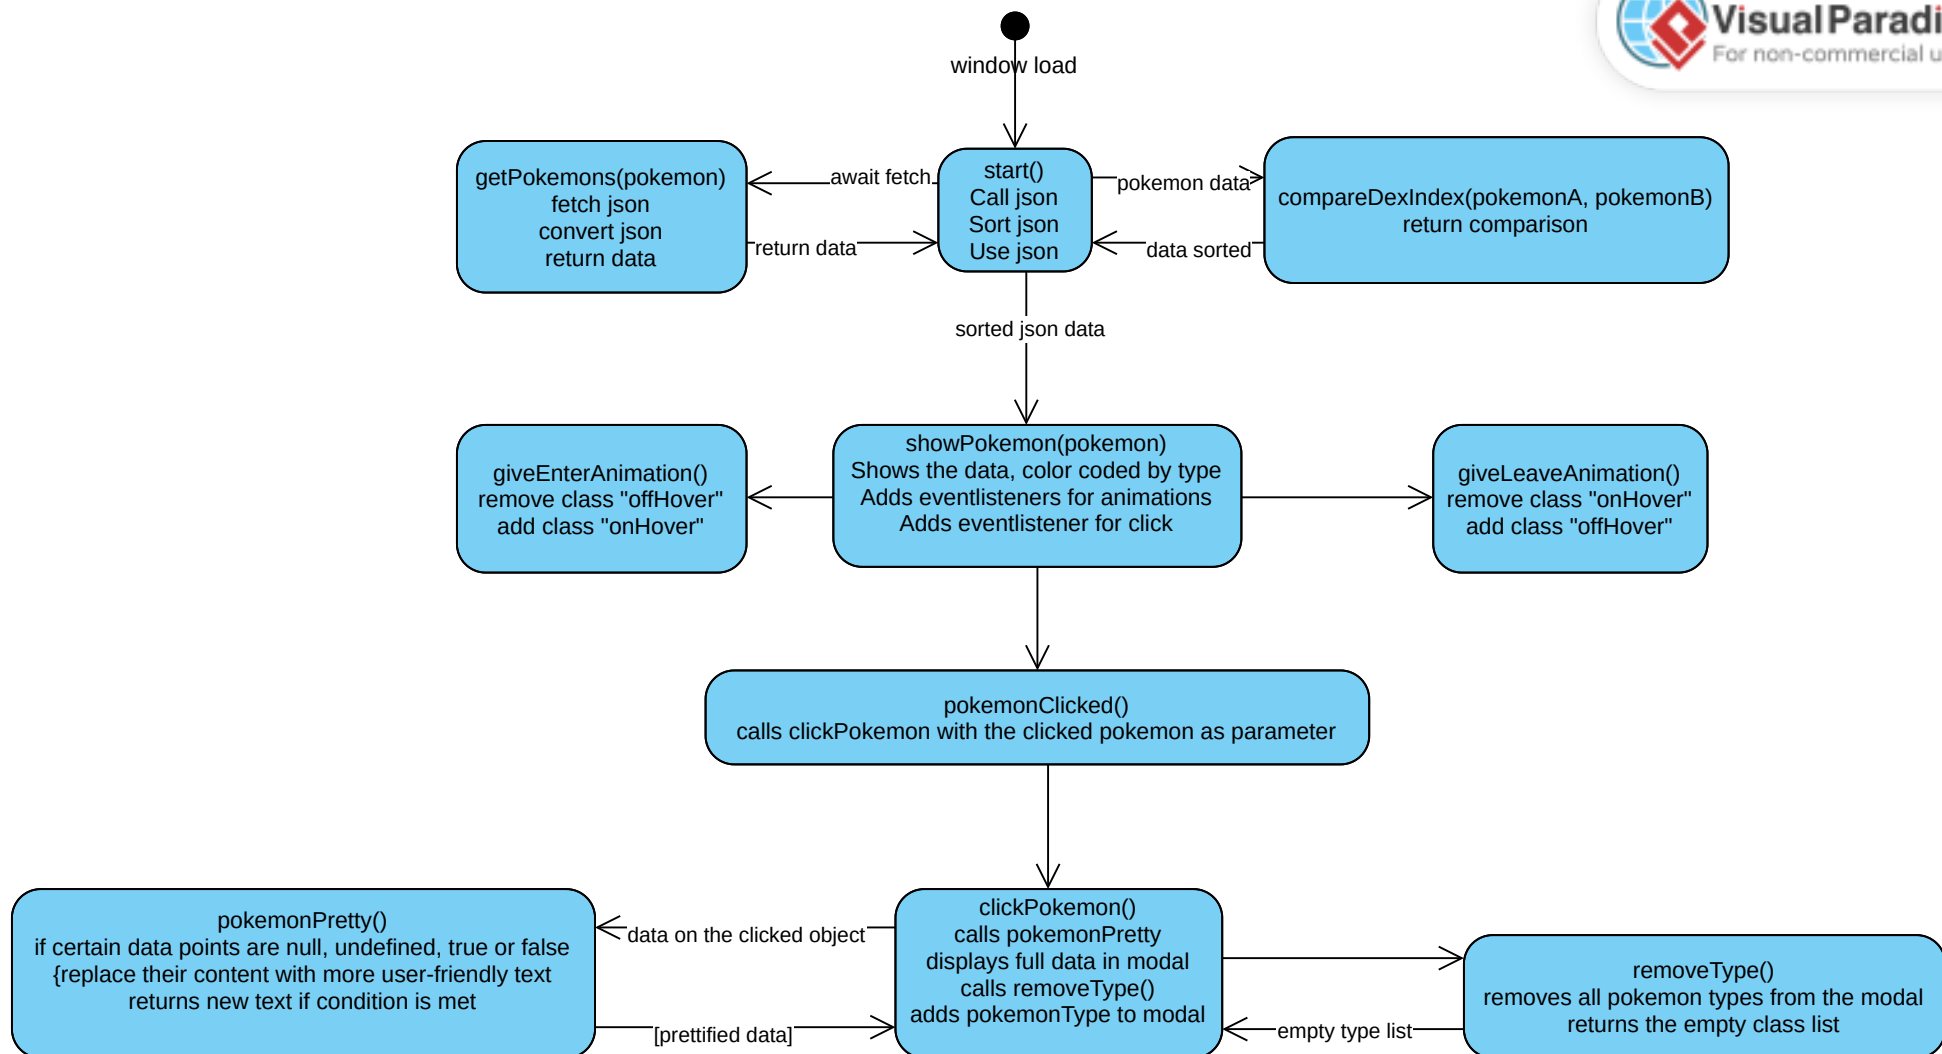 VisualParadi
For non-commercial u
window load
getPokemons(pokemon)
fetch json
convert json
return data
await fetch
return data
start()
Call json
Sort json
Use json
pokemon data
data sorted
compareDexIndex(pokemonA, pokemonB)
return comparison
sorted json data
giveEnterAnimation()
remove class "offHover"
add class "onHover"
showPokemon(pokemon)
Shows the data, color coded by type
Adds eventlisteners for animations
Adds eventlistener for click
giveLeaveAnimation()
remove class "onHover"
add class "offHover"
pokemonClicked()
calls clickPokemon with the clicked pokemon as parameter
pokemonPretty()
if certain data points are null, undefined, true or false
{replace their content with more user-friendly text
returns new text if condition is met
data on the clicked object
[prettified data]
clickPokemon()
calls pokemonPretty
displays full data in modal
calls removeType()
adds pokemonType to modal
empty type list
removeType()
removes all pokemon types from the modal
returns the empty class list